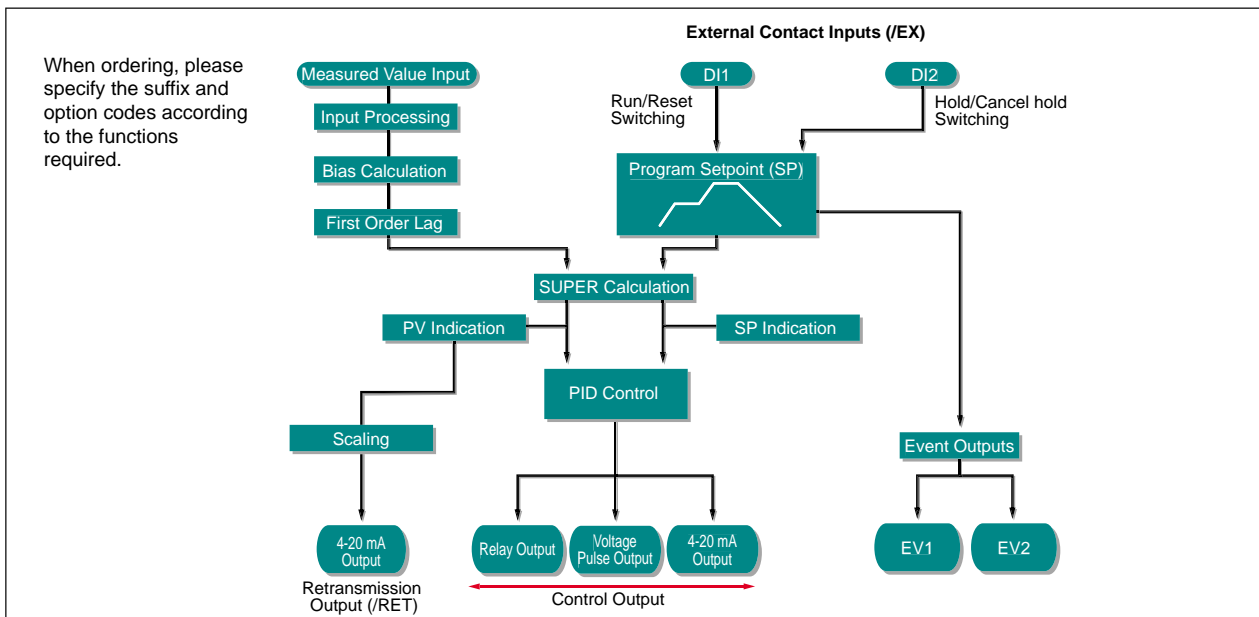 External Contact Inputs (/EX)
When ordering, please
specify the suffix and
option codes according
to the functions
required.
Measured Value Input
DI1
DI2
Run/Reset
Switching
Hold/Cancel hold
Switching
Input Processing
Bias Calculation
Program Setpoint (SP)
First Order Lag
SUPER Calculation
PV Indication
SP Indication
PID Control
Scaling
Event Outputs
4-20 mA
Output
Relay Output
Voltage
Pulse Output
4-20 mA
Output
EV1
EV2
Retransmission
Output (/RET)
Control Output